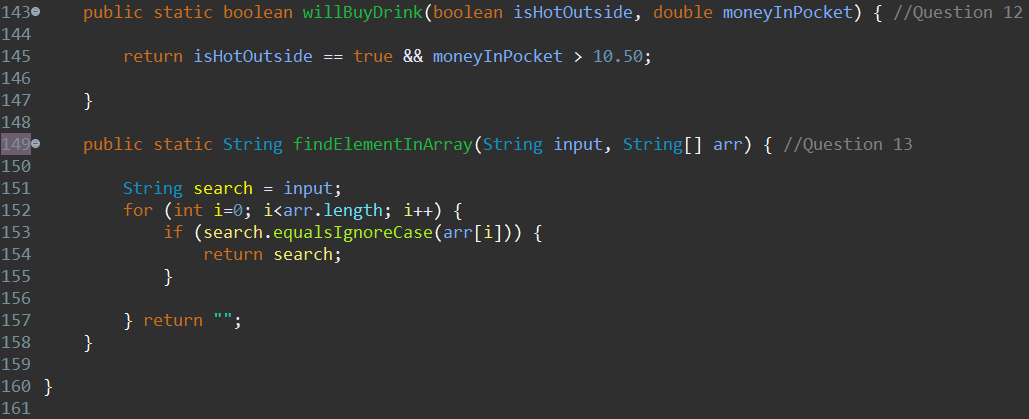 143 public static boolean willBuyDrink(boolean isHotOutside, double moneyInPocket) { //Question 12
144
145 return isHotOutside == true && moneyInPocket > 10.50;
146
147 }
148
149 public static String findElementInArray(String input, String[] arr) { //Question 13
150
151 String search = input;
152 for (int i=0; i<arr.length; i++) {
153 if (search.equalsIgnoreCase(arr[i])) {
154 return search;
155 }
156
157 } return "";
158 }
159
160 }
161